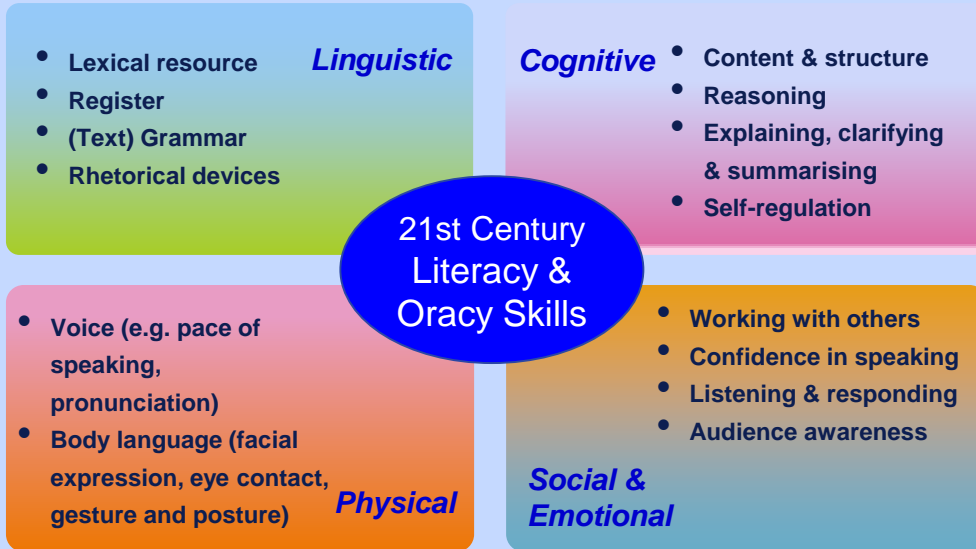 Linguistic
• Lexical resource
• Register
• (Text) Grammar
• Rhetorical devices
Cognitive
• Content & structure
• Reasoning
• Explaining, clarifying
& summarising
• Self-regulation
21st Century
Literacy &
Oracy Skills
• Voice (e.g. pace of
speaking,
pronunciation)
• Body language (facial
expression, eye contact,
gesture and posture)
Physical
• Working with others
• Confidence in speaking
• Listening & responding
• Audience awareness
Social &
Emotional